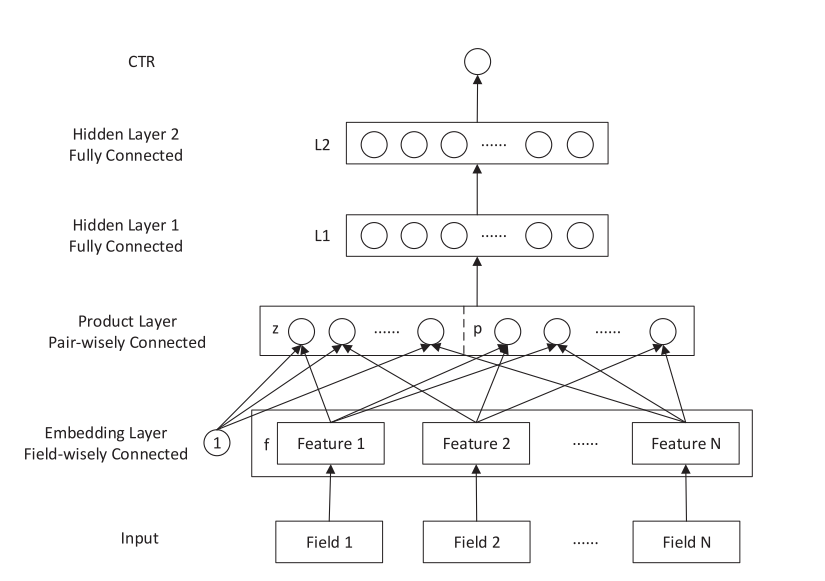 CTR
Hidden Layer 2
Fully Connected
L2
......
Hidden Layer 1
Fully Connected
L1
......
Product Layer
Pair-wisely Connected
z
......
p
......
Embedding Layer
Field-wisely Connected
1
f
Feature 1
Feature 2
......
Feature N
Input
Field 1
Field 2
......
Field N